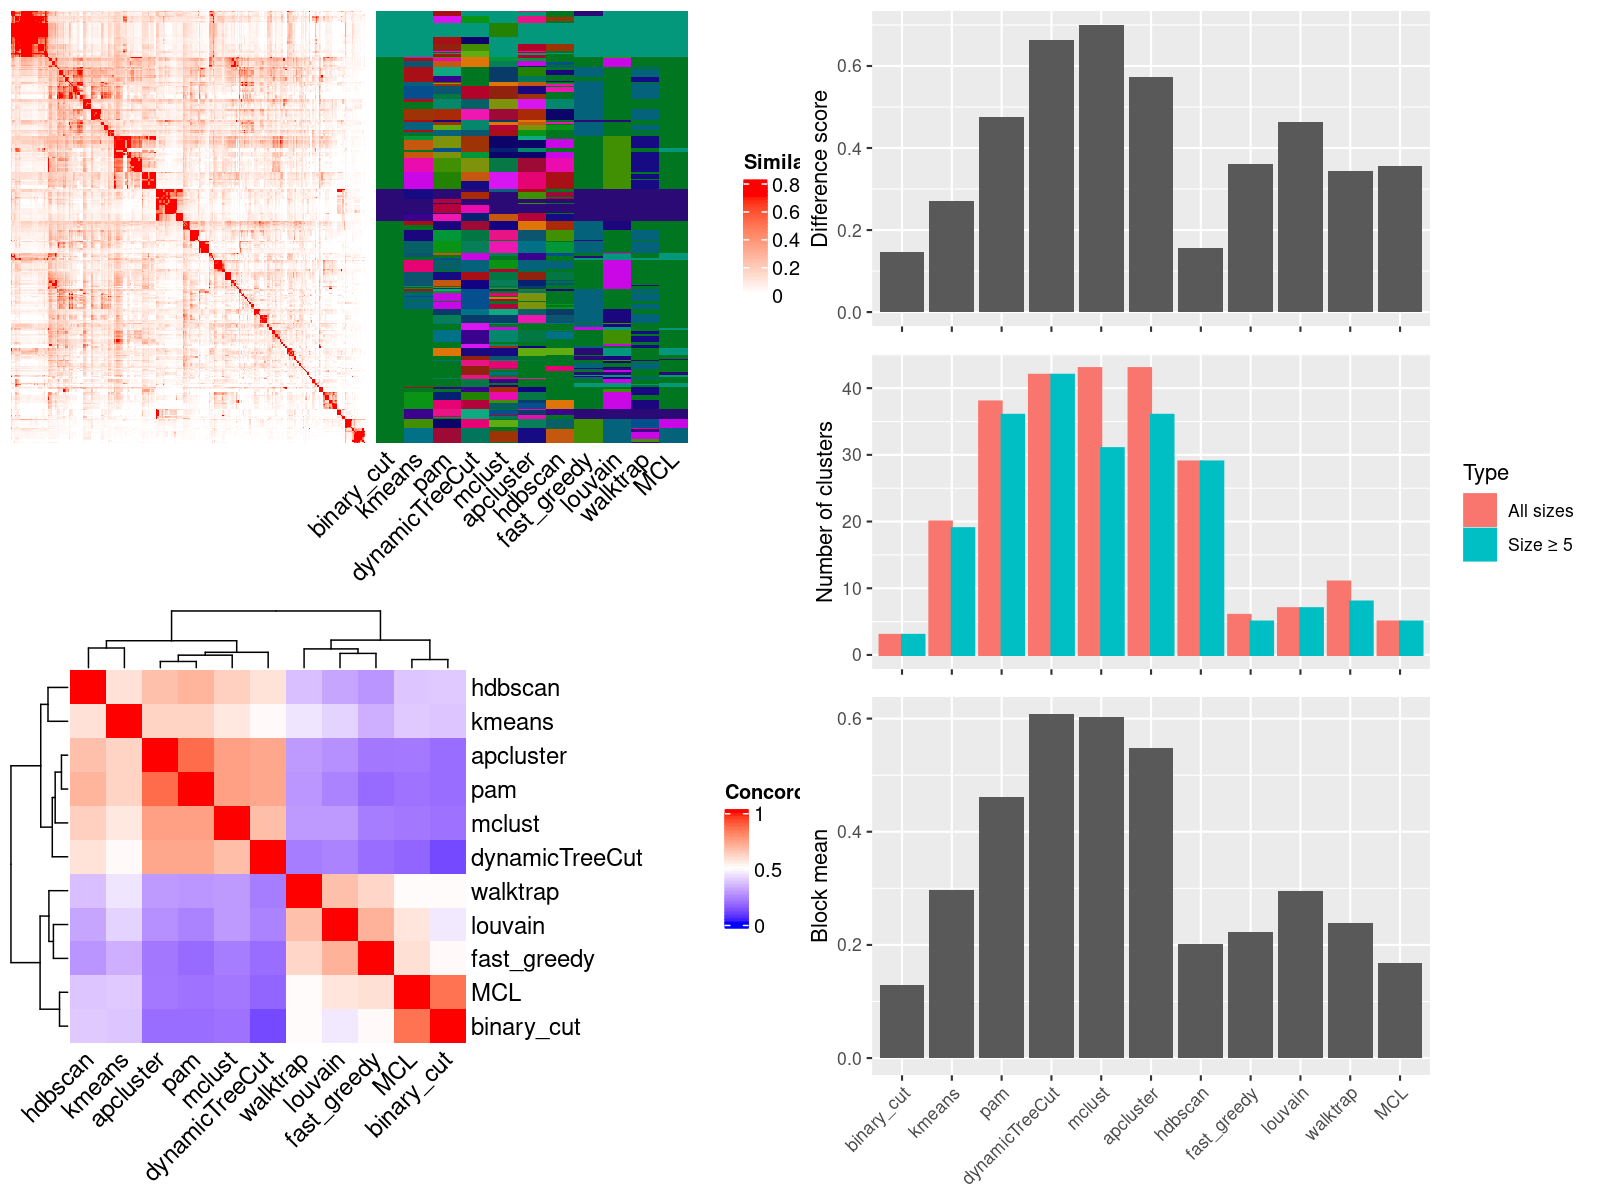 Simila
0.8
0.6
0.4
0.2
0
binary_cut
kmeans
pam
dynamicTreeCut
mclust
apcluster
hdbscan
fast_greedy
louvain
walktrap
MCL
hdbscan
kmeans
apcluster
pam
mclust
dynamicTreeCut
walktrap
louvain
fast_greedy
MCL
binary_cut
hdbscan
kmeans
apcluster
pam
mclust
dynamicTreeCut
walktrap
louvain
fast_greedy
MCL
binary_cut
Concord
1
0.5
0
Difference score
0.6
0.4
0.2
0.0
Number of clusters
40
30
20
10
0
Type
All sizes
Size ≥ 5
Block mean
0.6
0.4
0.2
0.0
binary_cut
kmeans
pam
dynamicTreeCut
mclust
apcluster
hdbscan
fast_greedy
louvain
walktrap
MCL